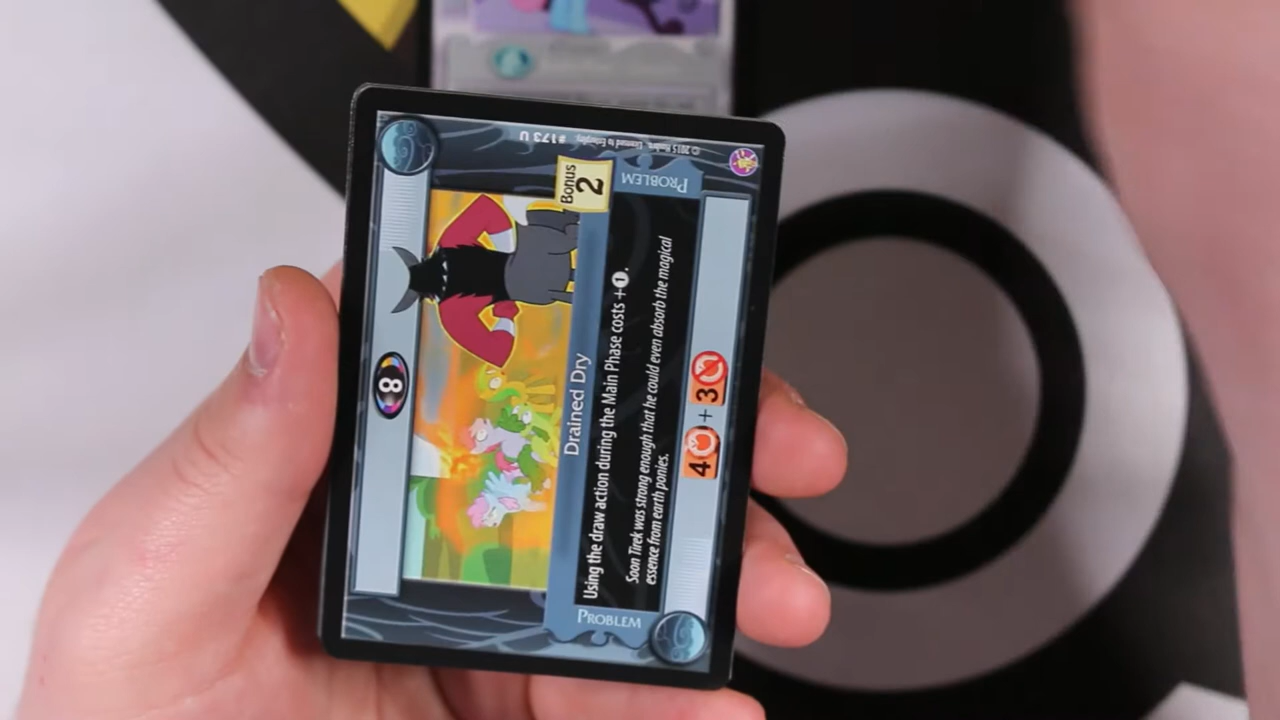 8
Bonus
2
Drained Dry
PROBLEM
PROBLEM
Using the draw action during the Main Phase costs +1.
Soon Tirek was strong enough that he could even absorb the magical
essence from earth ponies.
4 + 3
© 2015 Hasbro. Licensed to Enterplay.
#173 U